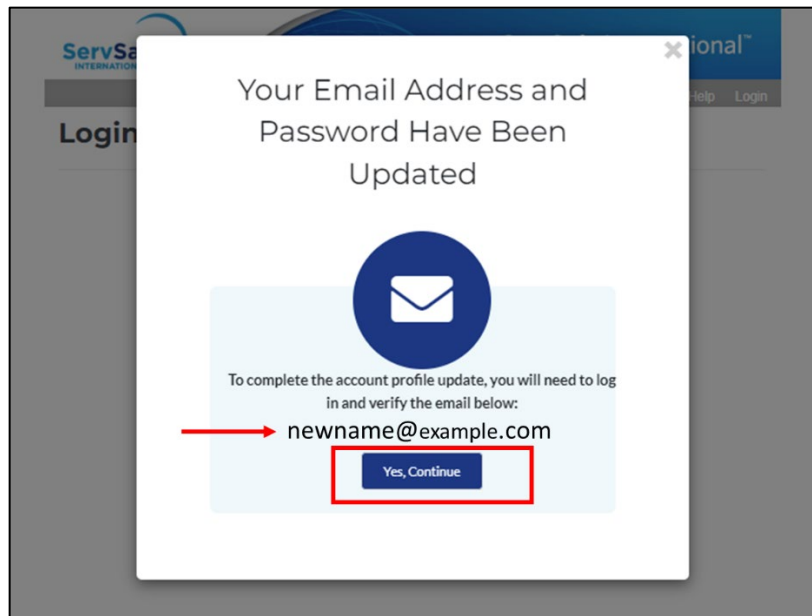 ServSa
INTERNATION
ional™
Help Login
Login
Your Email Address and
Password Have Been
Updated
To complete the account profile update, you will need to log
in and verify the email below:
newname@example.com
Yes, Continue